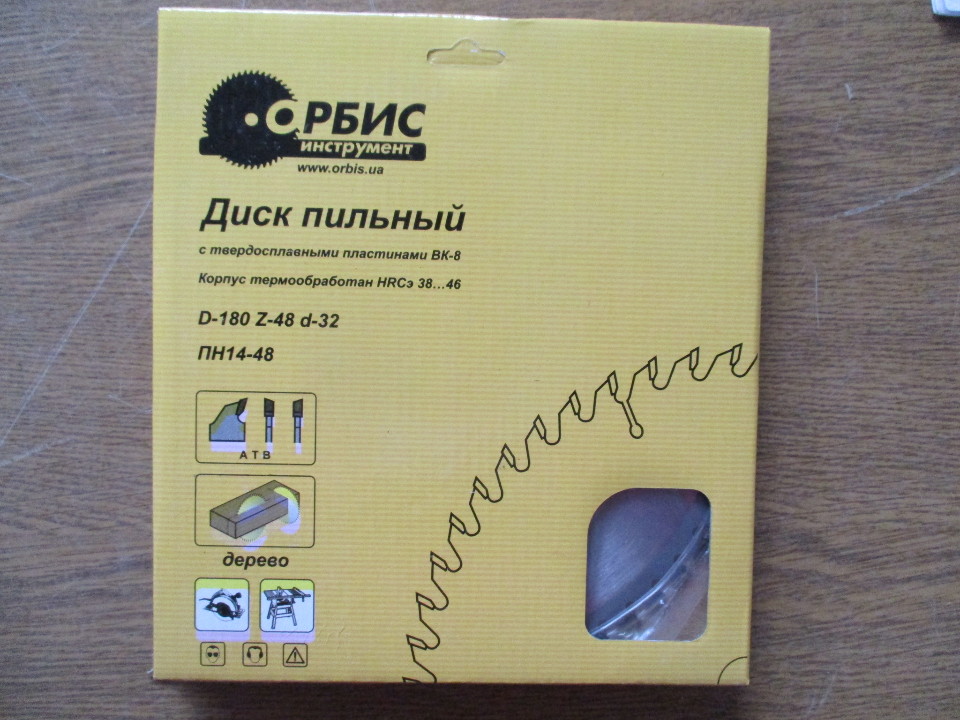 ОРБИС
инструмент
www.orbis.ua
Диск пильный
с твердосплавными пластинами ВК-8
Корпус термообработан HRCэ 38...46
D-180 Z-48 d-32
ПН14-48
A T B
дерево